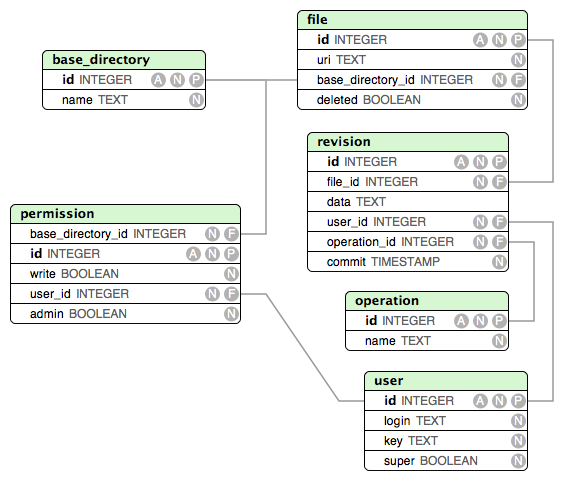 base_directory
id INTEGER A N P
name TEXT N
file
id INTEGER A N P
uri TEXT N
base_directory_id INTEGER N F
deleted BOOLEAN N
revision
id INTEGER A N P
file_id INTEGER N F
data TEXT
user_id INTEGER N F
operation_id INTEGER N F
commit TIMESTAMP N
permission
base_directory_id INTEGER N F
id INTEGER A N P
write BOOLEAN N
user_id INTEGER N F
admin BOOLEAN N
operation
id INTEGER A N P
name TEXT N
user
id INTEGER A N P
login TEXT N
key TEXT N
super BOOLEAN N